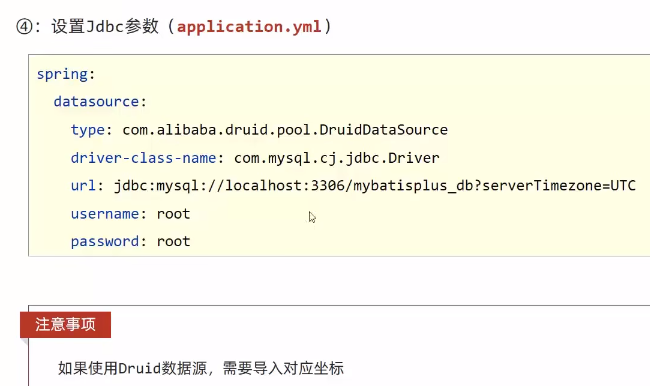 ④：设置Jdbc参数（application.yml）
spring:
  datasource:
    type: com.alibaba.druid.pool.DruidDataSource
    driver-class-name: com.mysql.cj.jdbc.Driver
    url: jdbc:mysql://localhost:3306/mybatisplus_db?serverTimezone=UTC
    username: root
    password: root
注意事项
如果使用Druid数据源，需要导入对应坐标